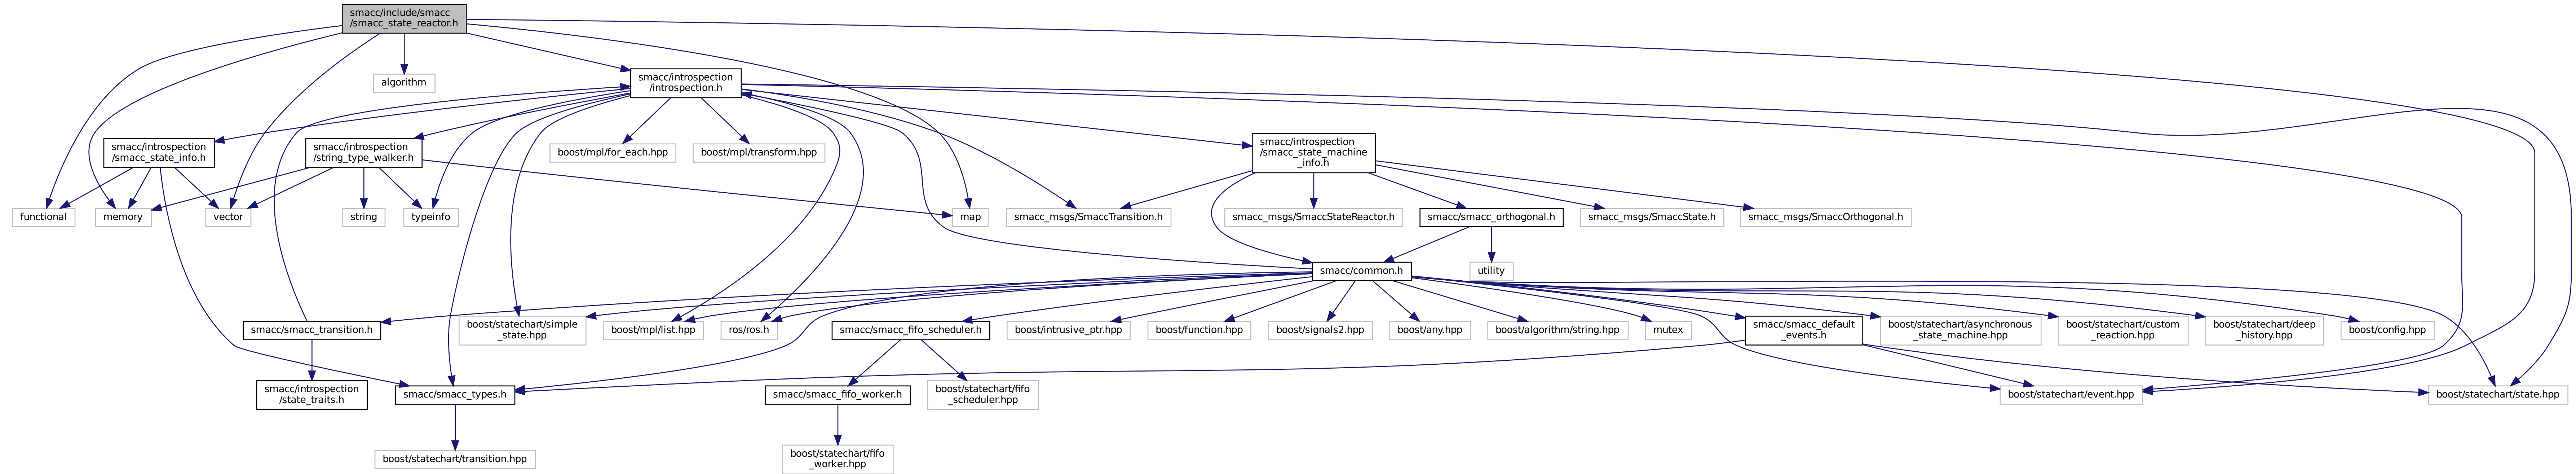 smacc/include/smacc
/smacc_state_reactor.h
algorithm
smacc/introspection
/introspection.h
smacc/introspection
/smacc_state_info.h
smacc/introspection
/string_type_walker.h
boost/mpl/for_each.hpp
boost/mpl/transform.hpp
smacc/introspection
/smacc_state_machine
_info.h
functional
memory
vector
string
typeinfo
map
smacc_msgs/SmaccTransition.h
smacc_msgs/SmaccStateReactor.h
smacc/smacc_orthogonal.h
smacc_msgs/SmaccState.h
smacc_msgs/SmaccOrthogonal.h
smacc/common.h
utility
smacc/smacc_transition.h
boost/statechart/simple
_state.hpp
boost/mpl/list.hpp
ros/ros.h
smacc/smacc_fifo_scheduler.h
boost/intrusive_ptr.hpp
boost/function.hpp
boost/signals2.hpp
boost/any.hpp
boost/algorithm/string.hpp
mutex
smacc/smacc_default
_events.h
boost/statechart/asynchronous
_state_machine.hpp
boost/statechart/custom
_reaction.hpp
boost/statechart/deep
_history.hpp
boost/config.hpp
smacc/introspection
/state_traits.h
smacc/smacc_types.h
smacc/smacc_fifo_worker.h
boost/statechart/fifo
_scheduler.hpp
boost/statechart/event.hpp
boost/statechart/state.hpp
boost/statechart/transition.hpp
boost/statechart/fifo
_worker.hpp